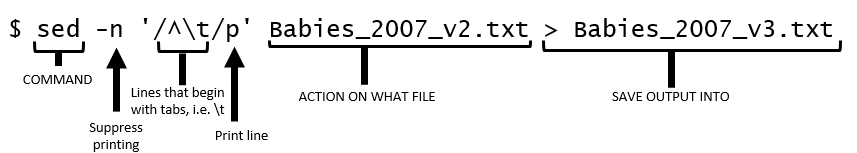 $ sed -n '/^\t/p' Babies_2007_v2.txt > Babies_2007_v3.txt
COMMAND
Lines that begin
with tabs, i.e. \t
ACTION ON WHAT FILE
SAVE OUTPUT INTO
Suppress
printing
Print line